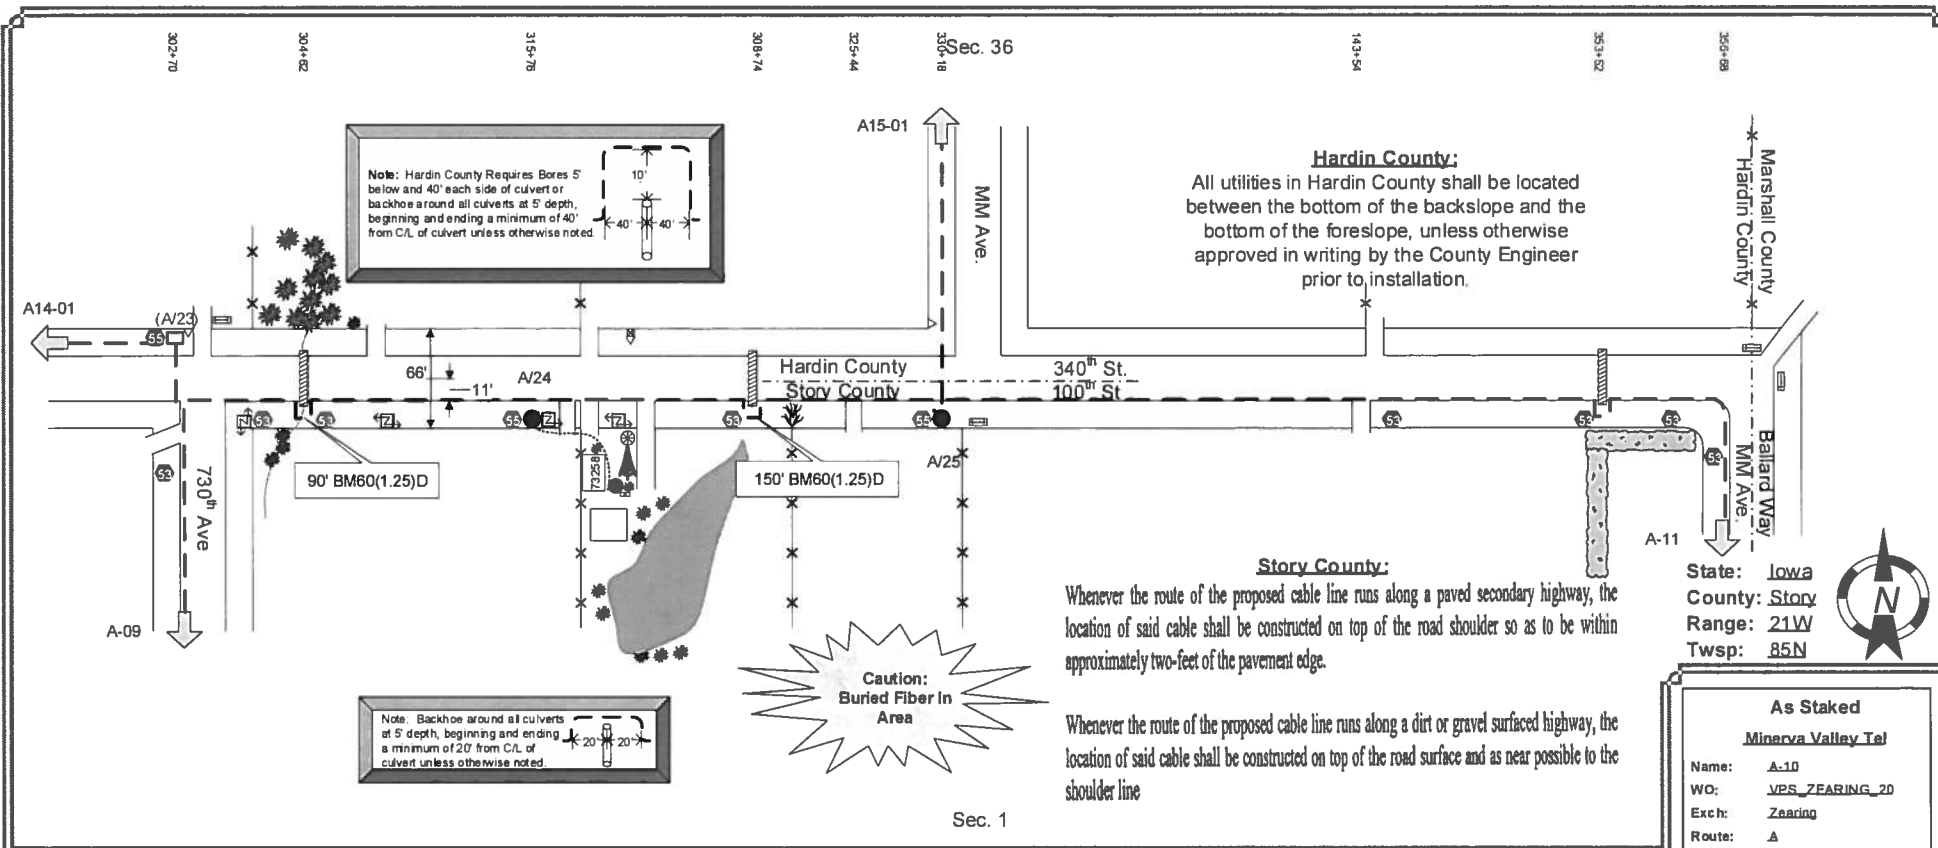 302+70
304+62
315+76
308+74
325+44
330+18
Sec. 36
143+54
353+52
356+68
A15-01
MM Ave.
Note: Hardin County Requires Bores 5'
below and 40' each side of culvert or
backhoe around all culverts at 5' depth,
beginning and ending a minimum of 40'
from C/L of culvert unless otherwise noted.
10'
40' 40'
Hardin County:
All utilities in Hardin County shall be located
between the bottom of the backslope and the
bottom of the foreslope, unless otherwise
approved in writing by the County Engineer
prior to installation.
Marshall County
Hardin County
A14-01
(A/23)
55
66'
11'
A/24
Hardin County
Story County
340th St.
100th St
N
53
53
Z
55
N
Z
53
55
53
53
53
53
53
730th Ave
90' BM60(1.25)D
73258
150' BM60(1.25)D
A/25
MM Ave.
Ballard Way
A-11
A-09
Story County:
Whenever the route of the proposed cable line runs along a paved secondary highway, the
location of said cable shall be constructed on top of the road shoulder so as to be within
approximately two-feet of the pavement edge.
Whenever the route of the proposed cable line runs along a dirt or gravel surfaced highway, the
location of said cable shall be constructed on top of the road surface and as near possible to the
shoulder line
State: Iowa
County: Story
Range: 21W
Twsp: 85N
N
Caution:
Buried Fiber In
Area
Note: Backhoe around all culverts
at 5' depth, beginning and ending
a minimum of 20' from C/L of
culvert unless otherwise noted.
20' 20'
Sec. 1
As Staked
Minerva Valley Tel
Name: A-10
WO: VPS_ZEARING_20
Exch: Zearing
Route: A